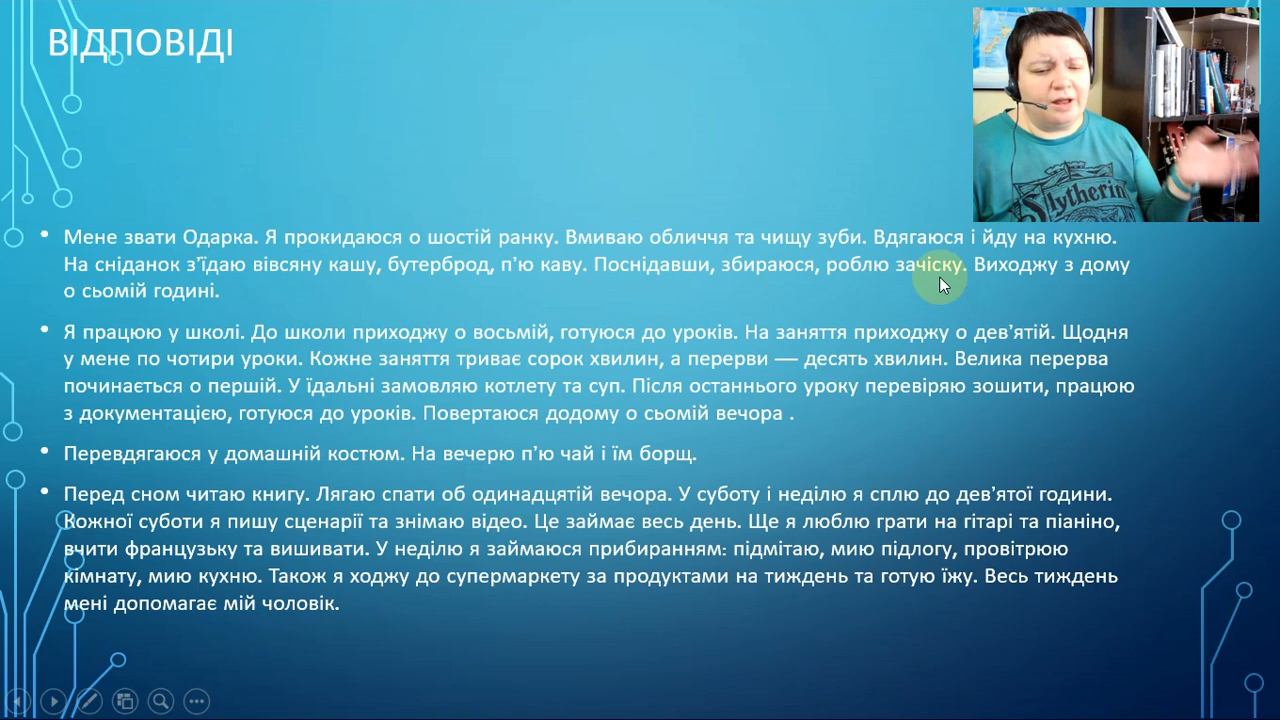 ВІДПОВІДІ
Slytherin
• Мене звати Одарка. Я прокидаюся о шостій ранку. Вмиваю обличчя та чищу зуби. Вдягаюся і йду на кухню.
На сніданок з’їдаю вівсяну кашу, бутерброд, п’ю каву. Поснідавши, збираюся, роблю зачіску. Виходжу з дому
о сьомій годині.
• Я працюю у школі. До школи приходжу о восьмій, готуюся до уроків. На заняття приходжу о дев’ятій. Щодня
у мене по чотири уроки. Кожне заняття триває сорок хвилин, а перерви — десять хвилин. Велика перерва
починається о першій. У їдальні замовляю котлету та суп. Після останнього уроку перевіряю зошити, працюю
з документацією, готуюся до уроків. Повертаюся додому о сьомій вечора .
• Перевдягаюся у домашній костюм. На вечерю п’ю чай і їм борщ.
• Перед сном читаю книгу. Лягаю спати об одинадцятій вечора. У суботу і неділю я сплю до дев’ятої години.
Кожної суботи я пишу сценарії та знімаю відео. Це займає весь день. Ще я люблю грати на гітарі та піаніно,
вчити французьку та вишивати. У неділю я займаюся прибиранням: підмітаю, мию підлогу, провітрюю
кімнату, мию кухню. Також я ходжу до супермаркету за продуктами на тиждень та готую їжу. Весь тиждень
мені допомагає мій чоловік.